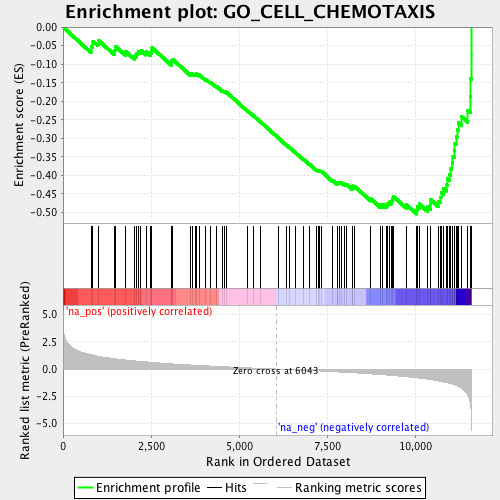 Enrichment plot: GO_CELL_CHEMOTAXIS
Enrichment score (ES)
0.00
-0.05
-0.10
-0.15
-0.20
-0.25
-0.30
-0.35
-0.40
-0.45
-0.50
'na_pos' (positively correlated)
Ranked list metric (PreRanked)
5.0
2.5
0.0
-2.5
-5.0
Zero cross at 6043
'na_neg' (negatively correlated)
0
2,500
5,000
7,500
10,000
Rank in Ordered Dataset
Enrichment profile
Hits
Ranking metric scores